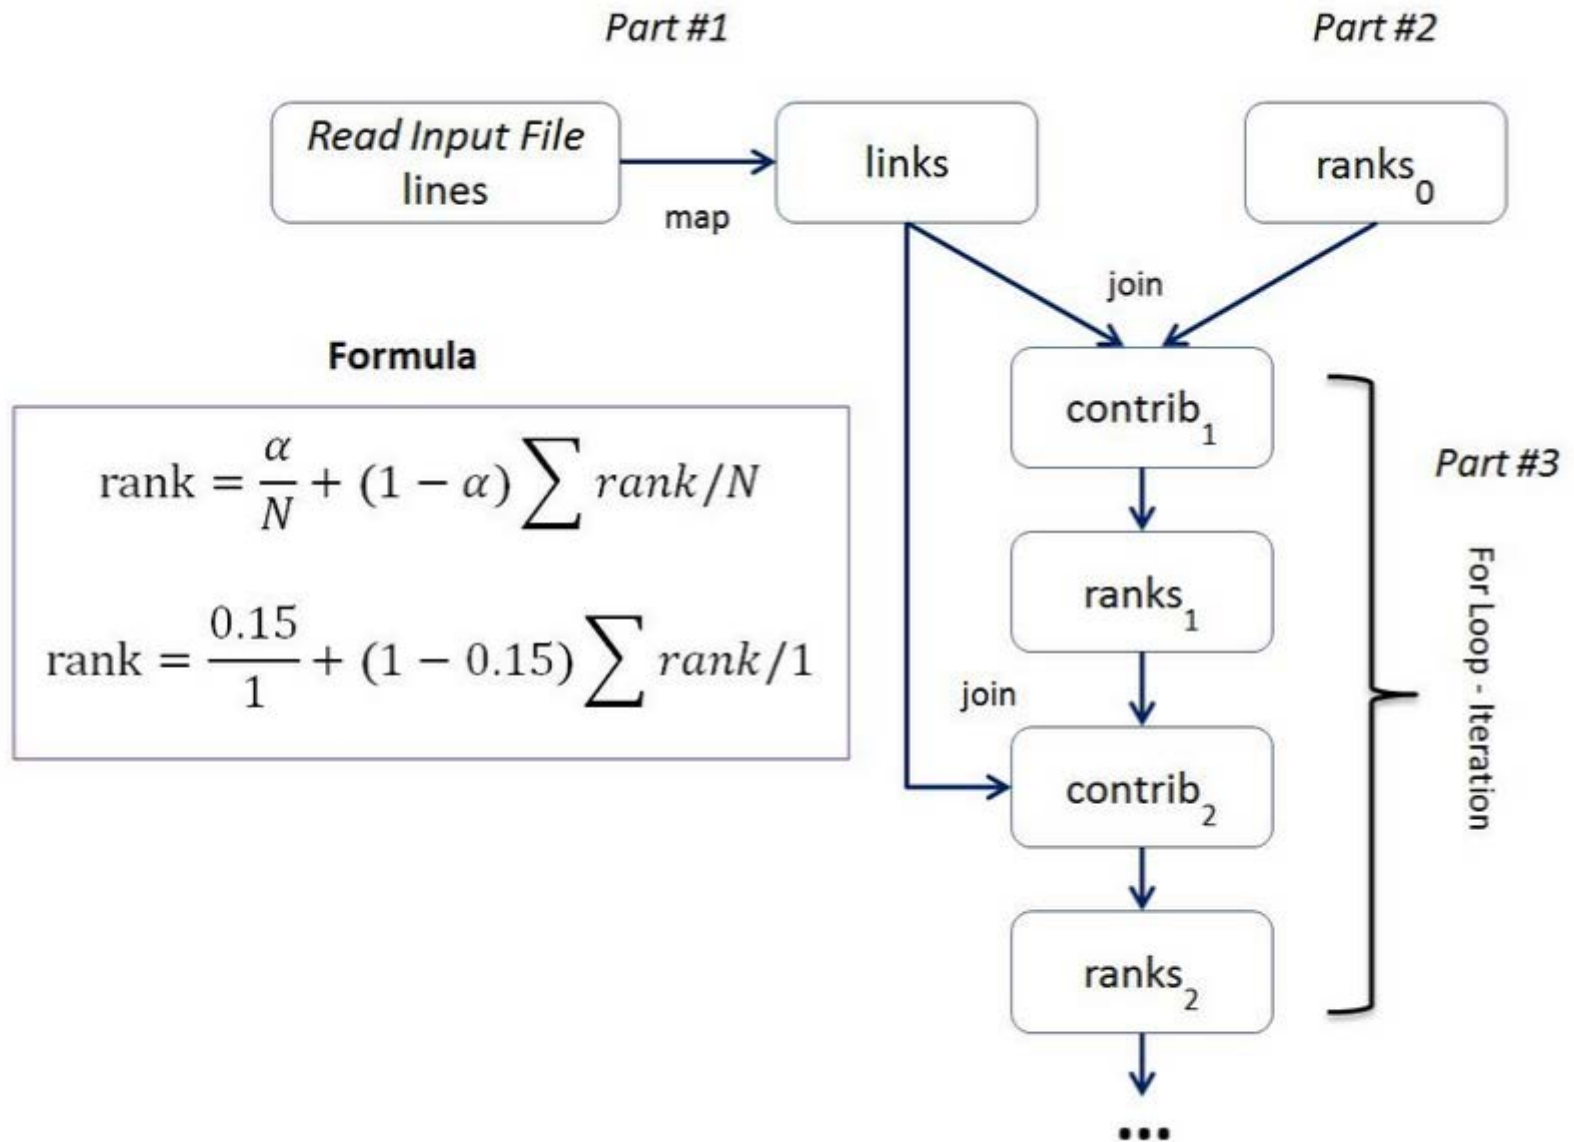 Part #1
Part #2
Read Input File
lines
map
links
ranks₀
join
Formula
rank = α/N + (1 − α) ∑ rank/N
rank = 0.15/1 + (1 − 0.15) ∑ rank/1
contrib₁
ranks₁
join
contrib₂
ranks₂
...
Part #3
For Loop - Iteration